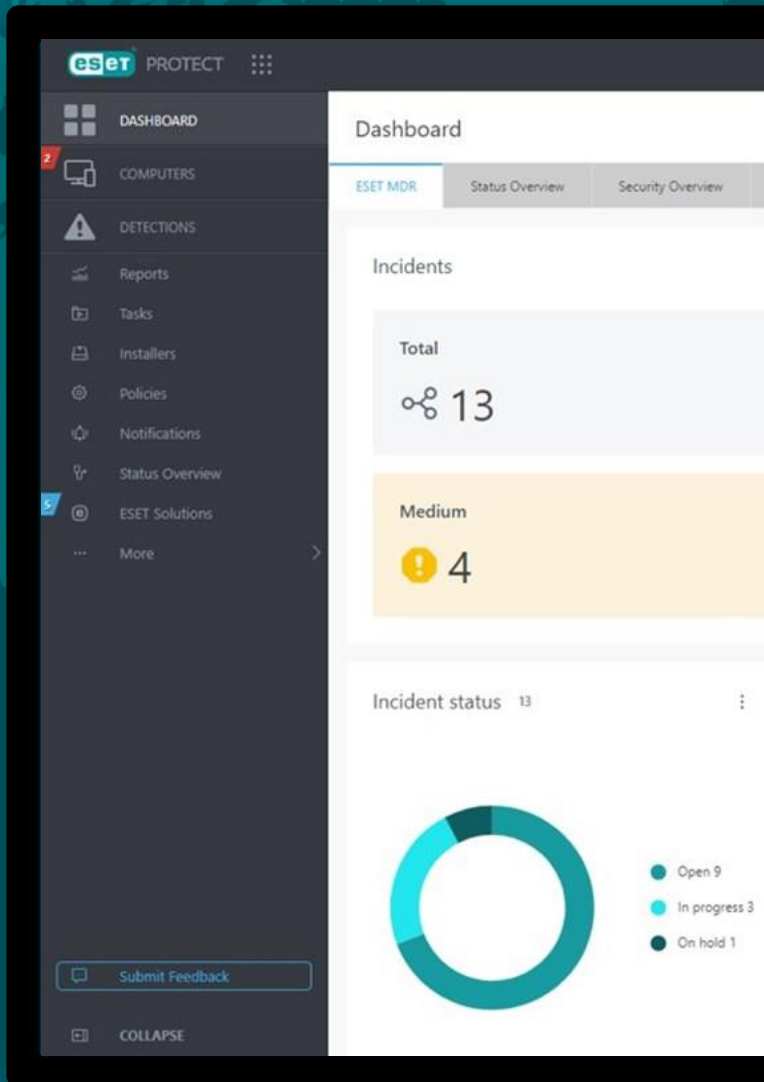 eset PROTECT
DASHBOARD
2
COMPUTERS
DETECTIONS
Reports
Tasks
Installers
Policies
Notifications
Status Overview
5
ESET Solutions
More
Submit Feedback
COLLAPSE
Dashboard
ESET MDR Status Overview Security Overview
Incidents
Total
13
Medium
4
Incident status 13
Open 9
In progress 3
On hold 1